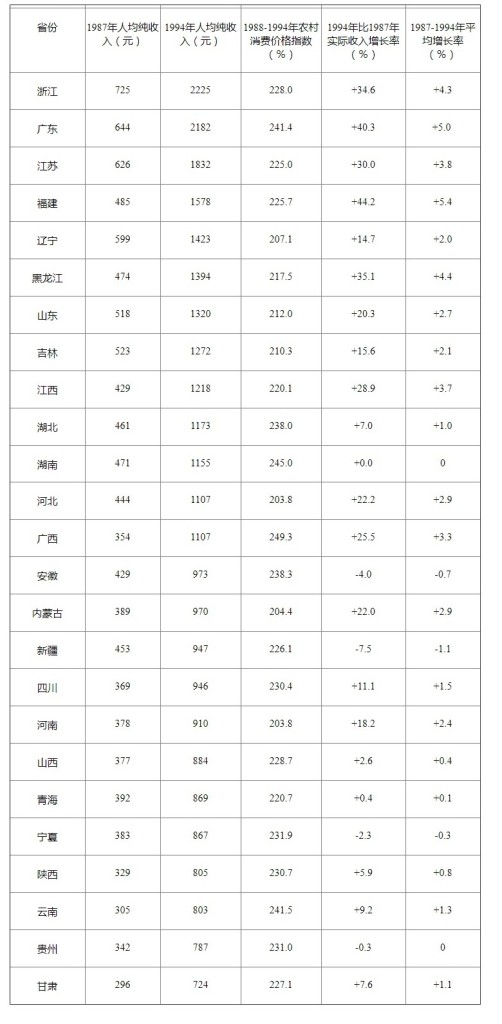 省份 1987年人均纯收入（元） 1994年人均纯收入（元） 1988-1994年农村消费价格指数（%） 1994年比1987年实际收入增长率（%） 1987-1994年平均增长率（%）
浙江 725 2225 228.0 +34.6 +4.3
广东 644 2182 241.4 +40.3 +5.0
江苏 626 1832 225.0 +30.0 +3.8
福建 485 1578 225.7 +44.2 +5.4
辽宁 599 1423 207.1 +14.7 +2.0
黑龙江 474 1394 217.5 +35.1 +4.4
山东 518 1320 212.0 +20.3 +2.7
吉林 523 1272 210.3 +15.6 +2.1
江西 429 1218 220.1 +28.9 +3.7
湖北 461 1173 238.0 +7.0 +1.0
湖南 471 1155 245.0 +0.0 0
河北 444 1107 203.8 +22.2 +2.9
广西 354 1107 249.3 +25.5 +3.3
安徽 429 973 238.3 -4.0 -0.7
内蒙古 389 970 204.4 +22.0 +2.9
新疆 453 947 226.1 -7.5 -1.1
四川 369 946 230.4 +11.1 +1.5
河南 378 910 203.8 +18.2 +2.4
山西 377 884 228.7 +2.6 +0.4
青海 392 869 220.7 +0.4 +0.1
宁夏 383 867 231.9 -2.3 -0.3
陕西 329 805 230.7 +5.9 +0.8
云南 305 803 241.5 +9.2 +1.3
贵州 342 787 231.0 -0.3 0
甘肃 296 724 227.1 +7.6 +1.1